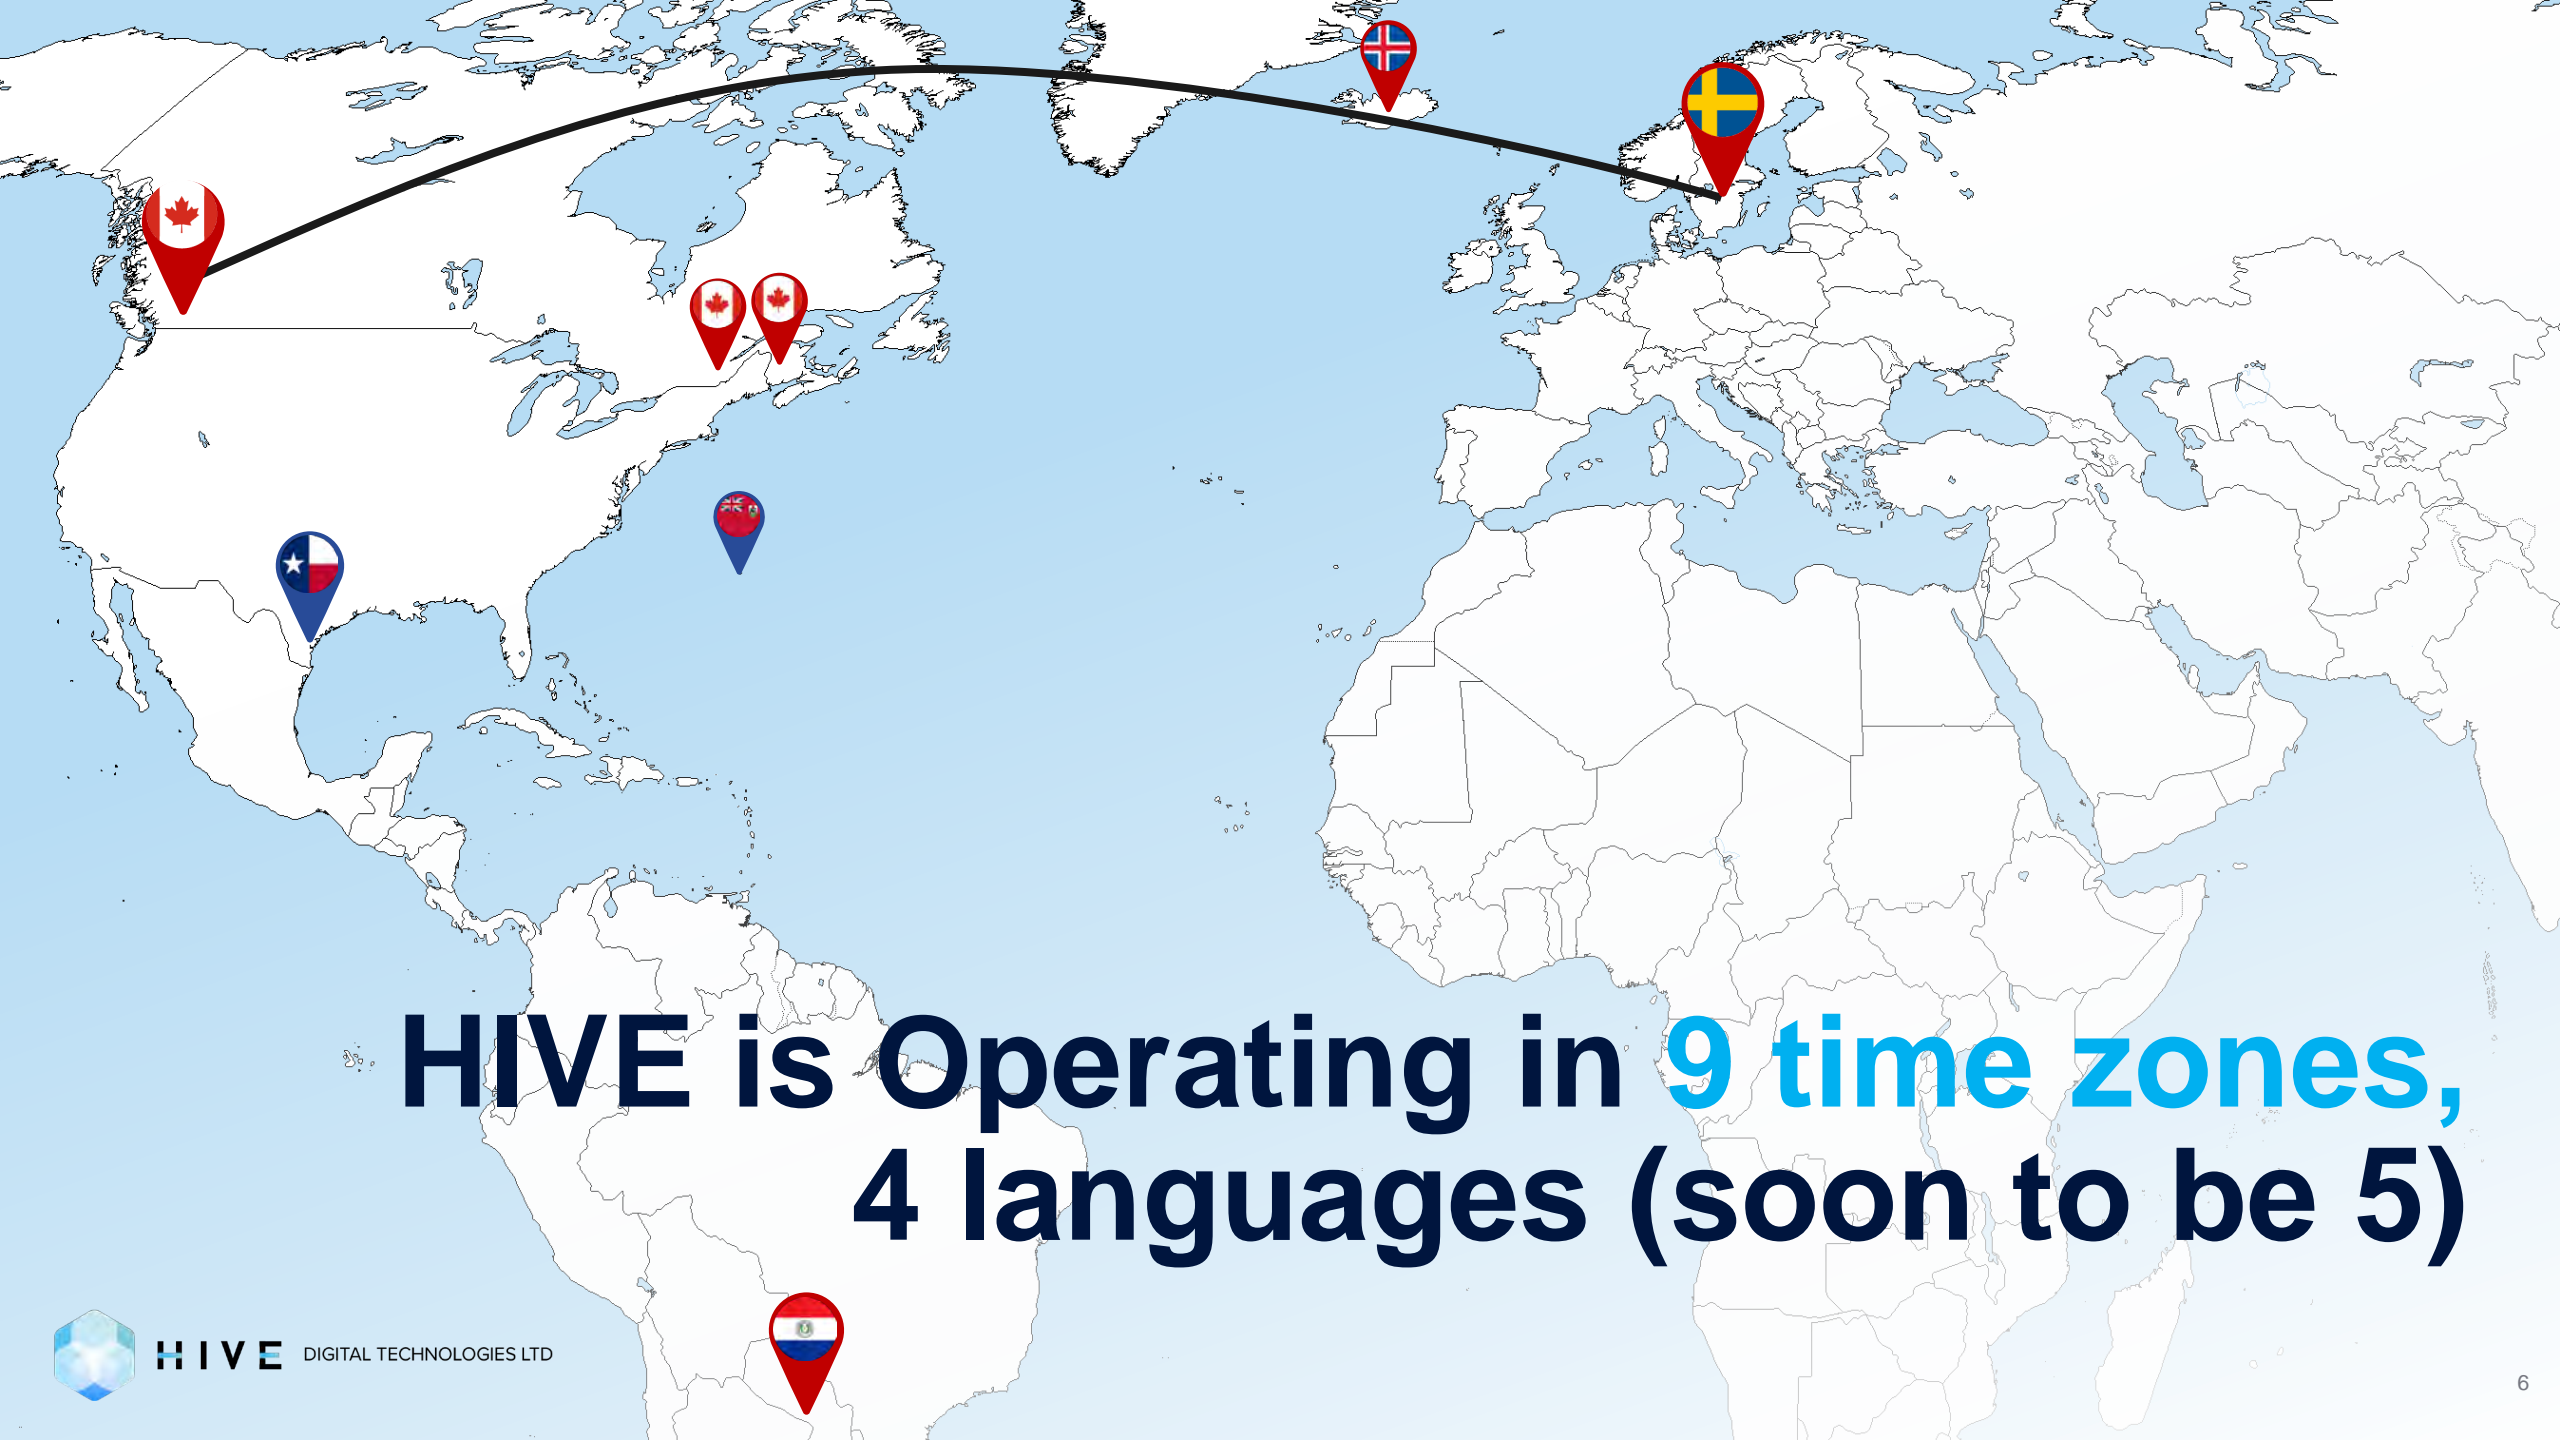 HIVE is Operating in 9 time zones,
4 languages (soon to be 5)
HIVE DIGITAL TECHNOLOGIES LTD
6